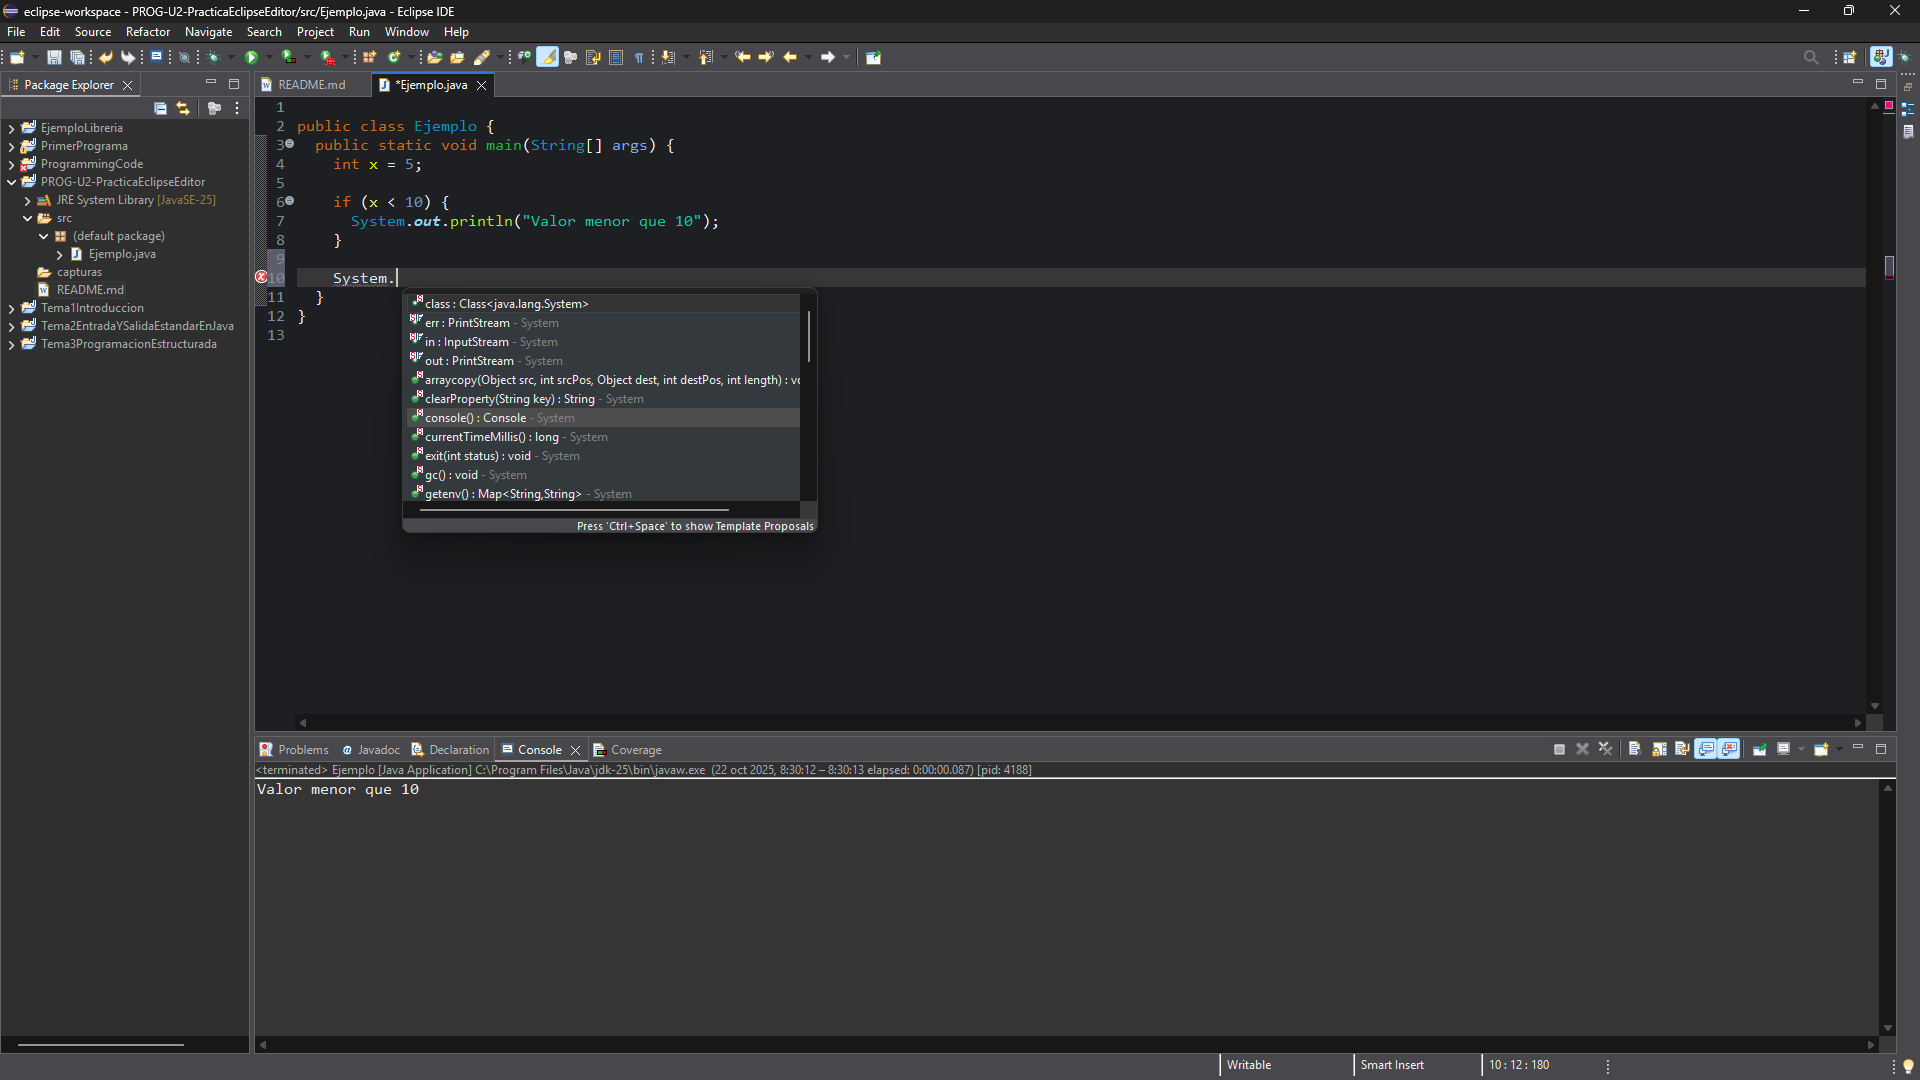 eclipse-workspace - PROG-U2-PracticaEclipseEditor/src/Ejemplo.java - Eclipse IDE
File Edit Source Refactor Navigate Search Project Run Window Help
Package Explorer
README.md
*Ejemplo.java
EjemploLibreria
PrimerPrograma
ProgrammingCode
PROG-U2-PracticaEclipseEditor
JRE System Library [JavaSE-25]
src
(default package)
Ejemplo.java
capturas
README.md
Tema1Introduccion
Tema2EntradaYSalidaEstandarEnJava
Tema3ProgramacionEstructurada
1
2 public class Ejemplo {
3 public static void main(String[] args) {
4 int x = 5;
5
6 if (x < 10) {
7 System.out.println("Valor menor que 10");
8 }
9
10 System.
11 }
12 }
13
class : Class<java.lang.System>
err : PrintStream - System
in : InputStream - System
out : PrintStream - System
arraycopy(Object src, int srcPos, Object dest, int destPos, int length) : vo
clearProperty(String key) : String - System
console() : Console - System
currentTimeMillis() : long - System
exit(int status) : void - System
gc() : void - System
getenv() : Map<String,String> - System
Press 'Ctrl+Space' to show Template Proposals
Problems Javadoc Declaration Console Coverage
<terminated> Ejemplo [Java Application] C:\Program Files\Java\jdk-25\bin\javaw.exe (22 oct 2025, 8:30:12 – 8:30:13 elapsed: 0:00:00.087) [pid: 4188]
Valor menor que 10
Writable
Smart Insert
10 : 12 : 180